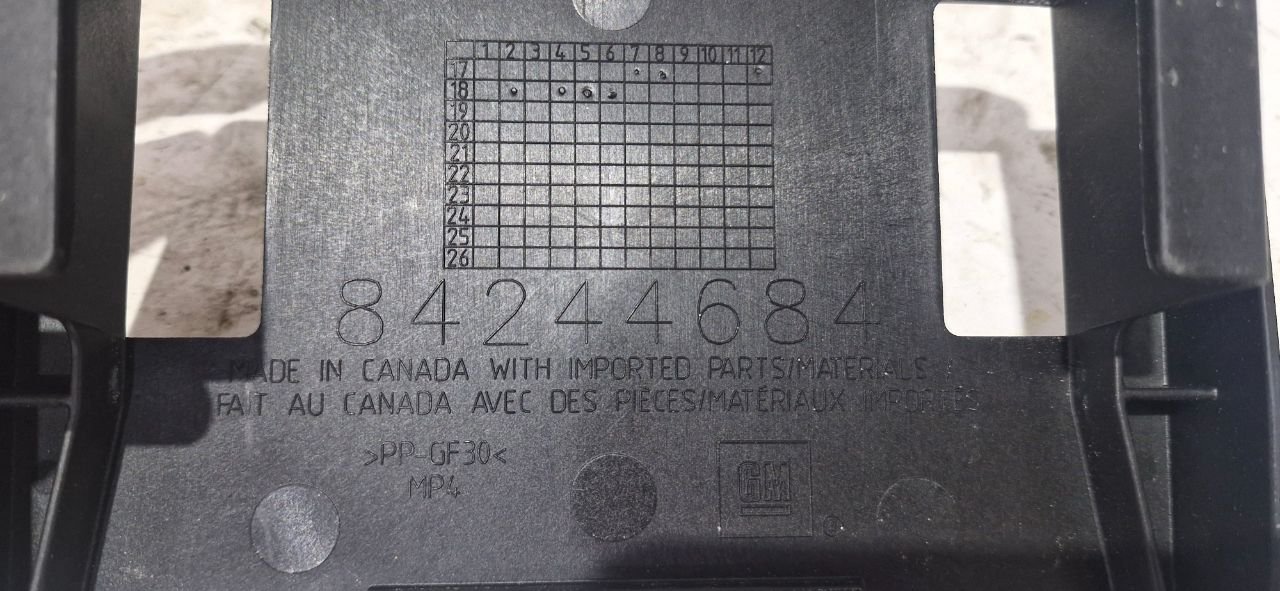 1 2 3 4 5 6 7 8 9 10 11 12
17
18
19
20
21
22
23
24
25
26
84244684
MADE IN CANADA WITH IMPORTED PARTS/MATERIALS
FAIT AU CANADA AVEC DES PIÈCES/MATÉRIAUX IMPORTÉS
>PP-GF30<
MP4
GM
®